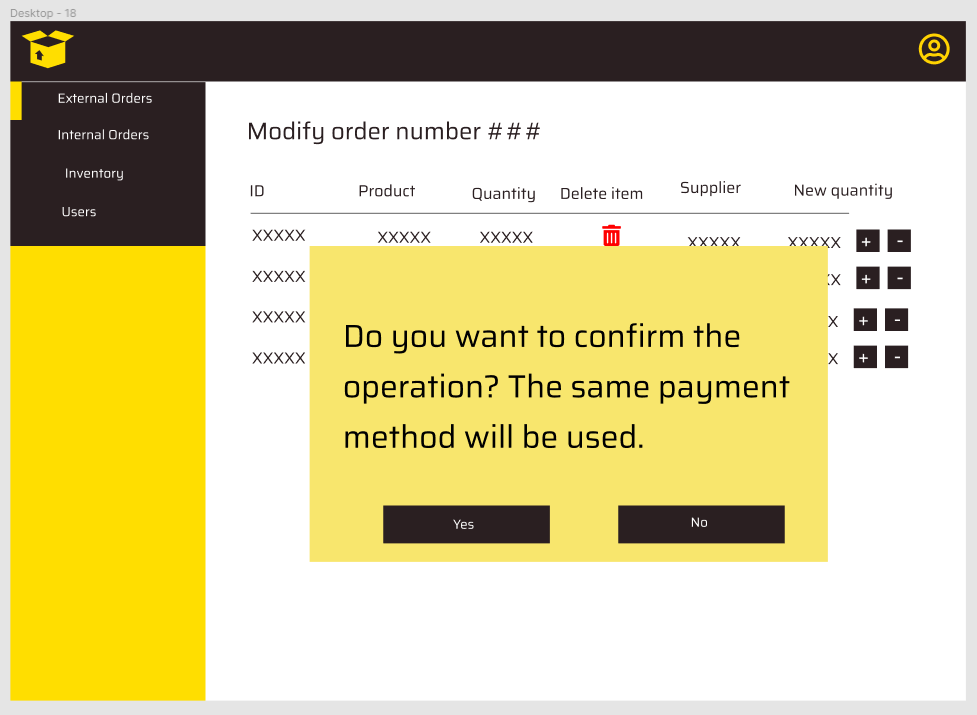 Desktop - 18
External Orders
Internal Orders
Inventory
Users
Modify order number ###
ID Product Quantity Delete item Supplier New quantity
XXXXX XXXXX XXXXX XXXXX XXXXX + -
XXXXX XX + -
XXXXX X + -
XXXXX X + -
Do you want to confirm the
operation? The same payment
method will be used.
Yes No